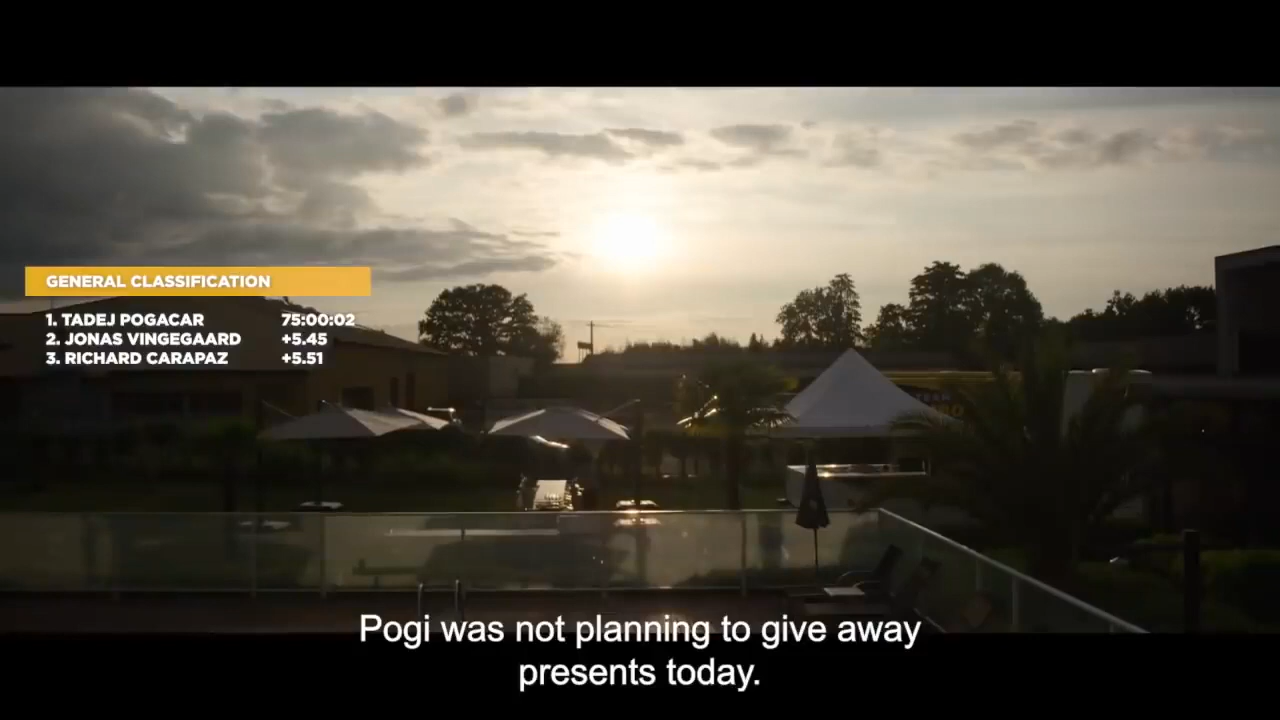 GENERAL CLASSIFICATION
1. TADEJ POGACAR 75:00:02
2. JONAS VINGEGAARD +5.45
3. RICHARD CARAPAZ +5.51
Pogi was not planning to give away
presents today.